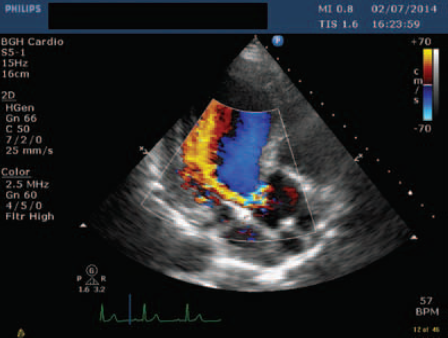 PHILIPS
MI 0.8 02/07/2014
TIS 1.6 16:23:59
BGH Cardio
S5-1
15Hz
16cm
2D
HGen
Gn 66
C 50
7/2/0
25 mm/s
Color
2.5 MHz
Gn 60
4/5/0
Fltr High
P
+70
cm/s
-70
G
P R
1.6 3.2
57
BPM
12 of 45